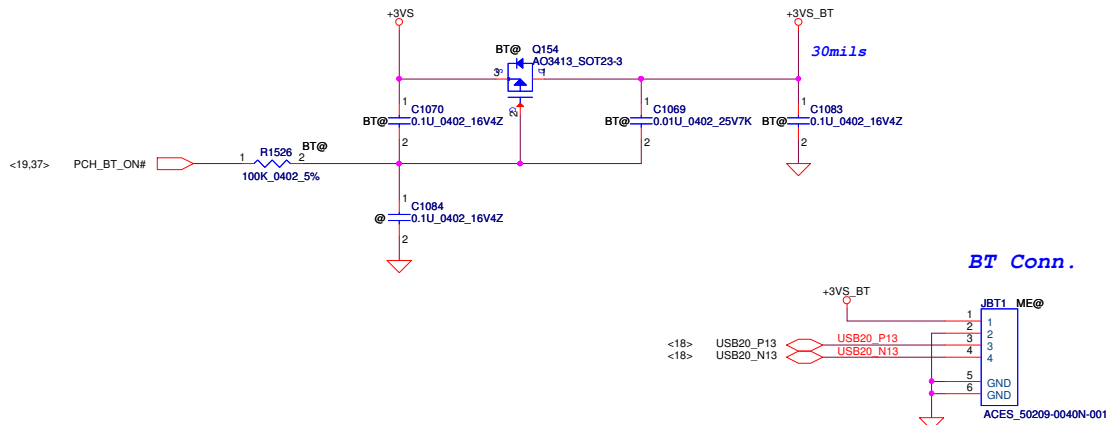 +3VS
+3VS_BT
BT@
Q154
AO3413_SOT23-3
30mils
3
S
D
1
G
2
1
C1070
0.1U_0402_16V4Z
BT@
2
1
C1069
0.01U_0402_25V7K
BT@
2
1
C1083
0.1U_0402_16V4Z
BT@
2
<19,37>
PCH_BT_ON#
1
R1526
2
BT@
100K_0402_5%
1
C1084
0.1U_0402_16V4Z
@
2
BT Conn.
+3VS_BT
JBT1
ME@
1
1
2
2
<18>
USB20_P13
USB20_P13
3
3
<18>
USB20_N13
USB20_N13
4
4
5
GND
6
GND
ACES_50209-0040N-001